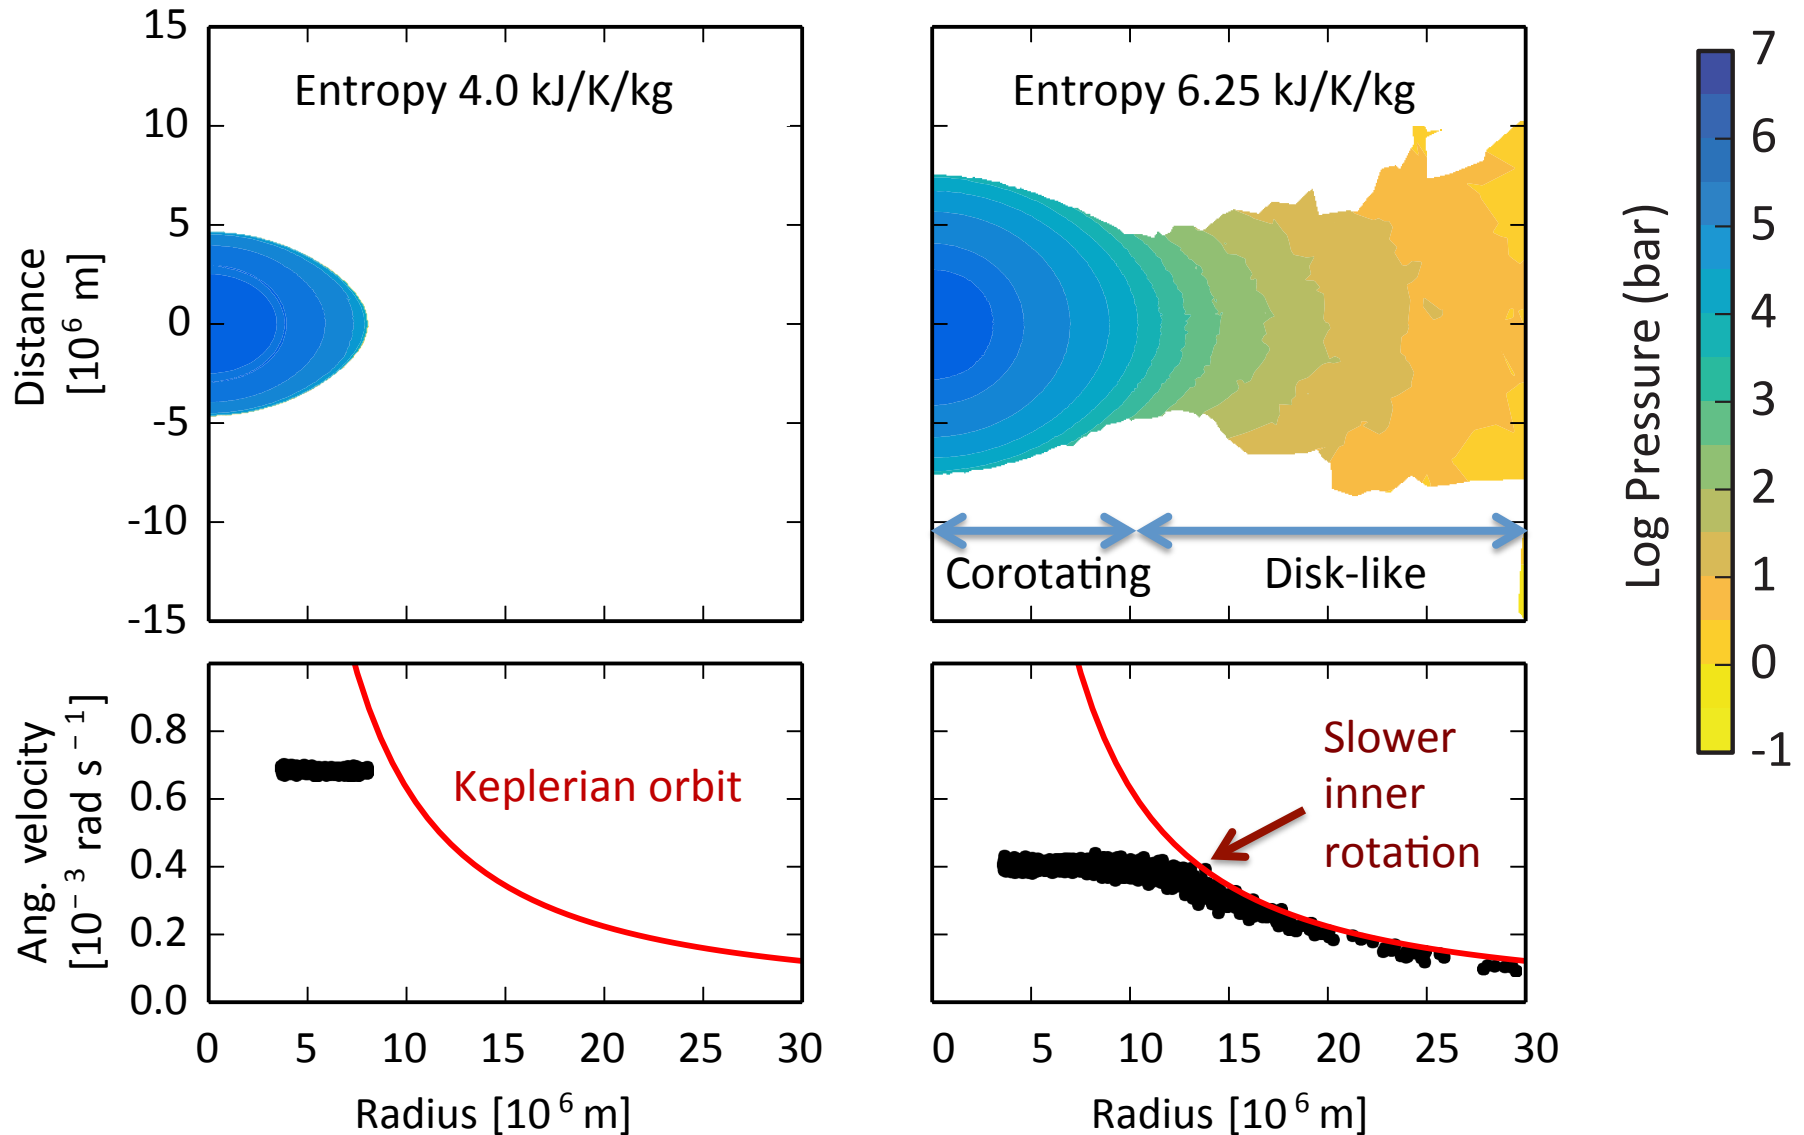 Entropy 4.0 kJ/K/kg
15
10
5
0
-5
-10
-15
Distance
[10⁶ m]
Entropy 6.25 kJ/K/kg
Corotating
Disk-like
7
6
5
4
3
2
1
0
-1
Log Pressure (bar)
Ang. velocity
[10⁻³ rad s⁻¹]
0.8
0.6
0.4
0.2
0.0
Keplerian orbit
Slower
inner
rotation
0 5 10 15 20 25 30
Radius [10⁶ m]
0 5 10 15 20 25 30
Radius [10⁶ m]